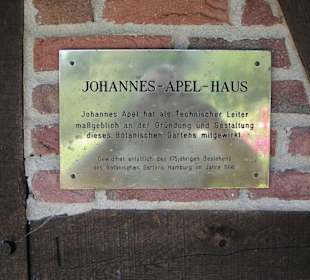 JOHANNES-APEL-HAUS
Johannes Apel hat als Technischer Leiter
maßgeblich an der Gründung und Gestaltung
dieses Botanischen Gartens mitgewirkt.
Gewidmet anläßlich des 175jährigen Bestehens
des Botanischen Gartens Hamburg im Jahre